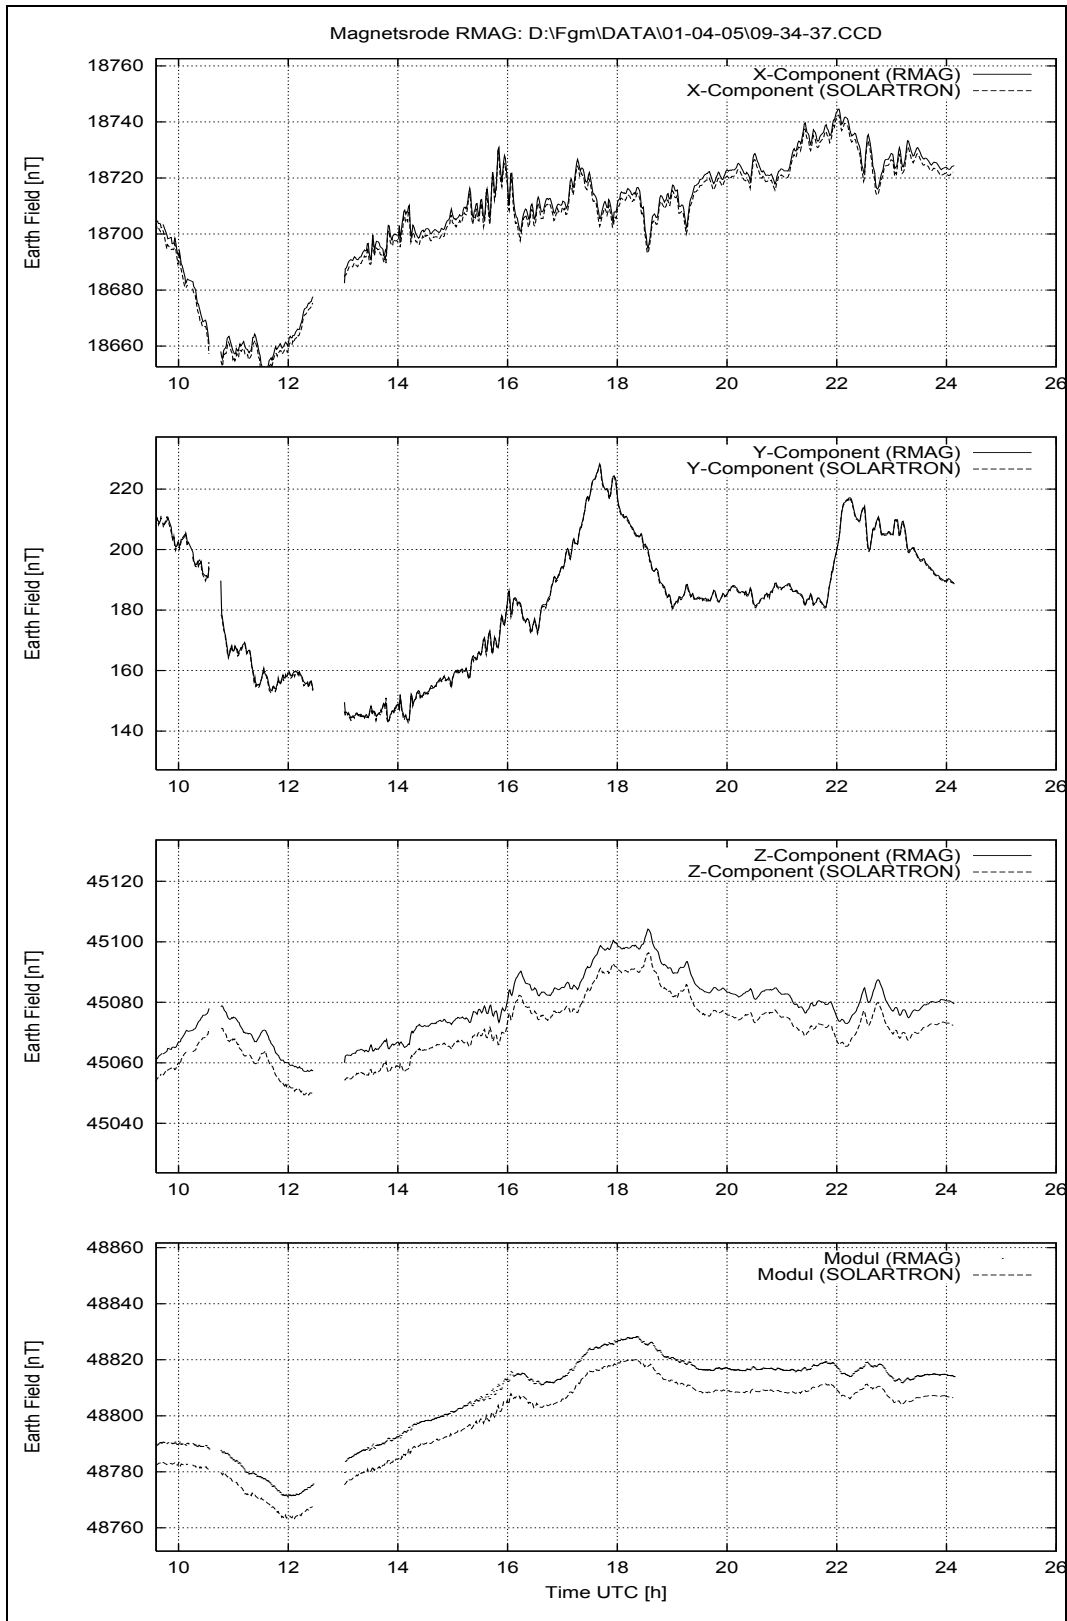 Magnetsrode RMAG: D:\Fgm\DATA\01-04-05\09-34-37.CCD
X-Component (RMAG)
X-Component (SOLARTRON)
Earth Field [nT]
18760
18740
18720
18700
18680
18660
10 12 14 16 18 20 22 24 26
Y-Component (RMAG)
Y-Component (SOLARTRON)
Earth Field [nT]
220
200
180
160
140
10 12 14 16 18 20 22 24 26
Z-Component (RMAG)
Z-Component (SOLARTRON)
Earth Field [nT]
45120
45100
45080
45060
45040
10 12 14 16 18 20 22 24 26
Modul (RMAG)
Modul (SOLARTRON)
Earth Field [nT]
48860
48840
48820
48800
48780
48760
10 12 14 16 18 20 22 24 26
Time UTC [h]